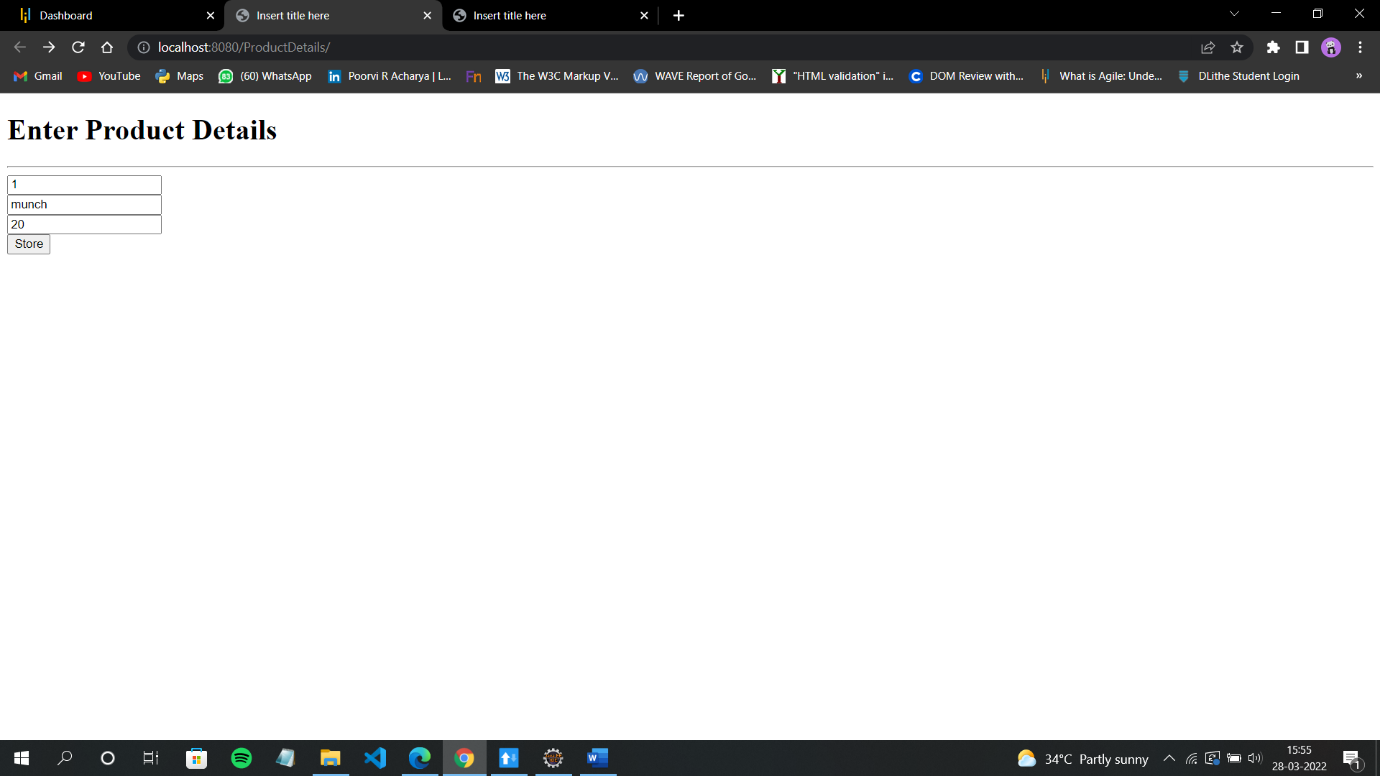 Dashboard
Insert title here
Insert title here
localhost:8080/ProductDetails/
Gmail
YouTube
Maps
(60) WhatsApp
Poorvi R Acharya | L...
Fn
The W3C Markup V...
WAVE Report of Go...
"HTML validation" i...
DOM Review with...
What is Agile: Unde...
DLithe Student Login
»
Enter Product Details
1
munch
20
Store
34°C Partly sunny
15:55
28-03-2022
1